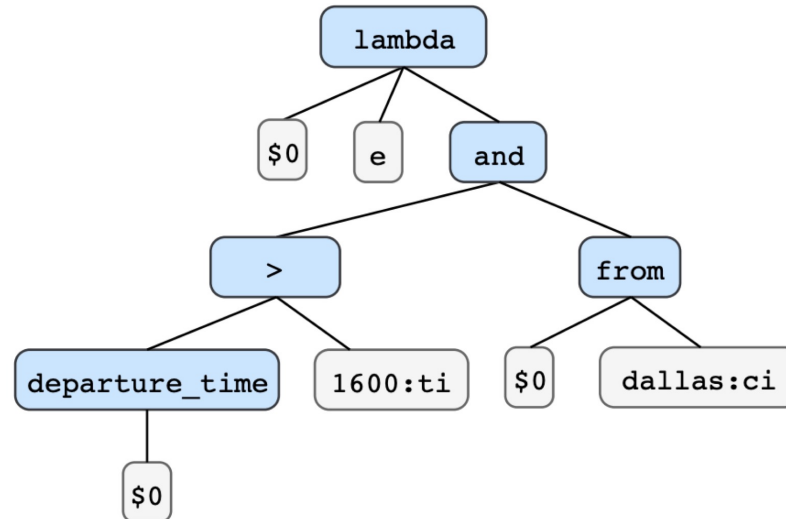 lambda
$0 e and
> from
departure_time 1600:ti $0 dallas:ci
$0